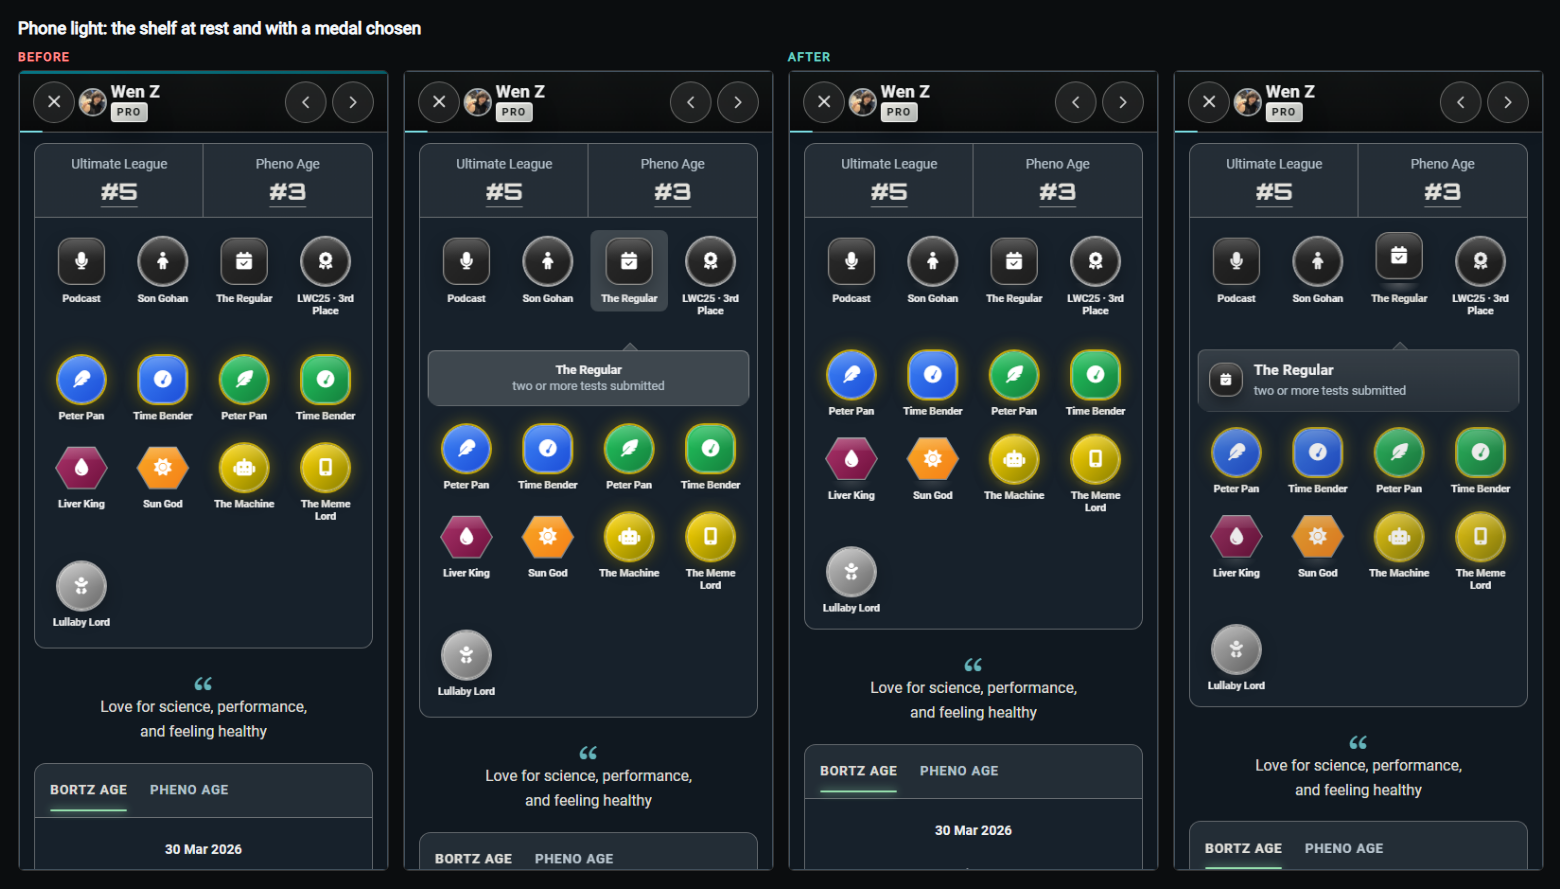 Phone light: the shelf at rest and with a medal chosen
BEFORE
Wen Z
PRO
Ultimate League
Pheno Age
#5
#3
Podcast
Son Gohan
The Regular
LWC25 · 3rd
Place
Peter Pan
Time Bender
Peter Pan
Time Bender
Liver King
Sun God
The Machine
The Meme
Lord
Lullaby Lord
“
Love for science, performance,
and feeling healthy
BORTZ AGE
PHENO AGE
30 Mar 2026
Wen Z
PRO
Ultimate League
Pheno Age
#5
#3
Podcast
Son Gohan
The Regular
LWC25 · 3rd
Place
The Regular
two or more tests submitted
Peter Pan
Time Bender
Peter Pan
Time Bender
Liver King
Sun God
The Machine
The Meme
Lord
Lullaby Lord
“
Love for science, performance,
and feeling healthy
BORTZ AGE
PHENO AGE
AFTER
Wen Z
PRO
Ultimate League
Pheno Age
#5
#3
Podcast
Son Gohan
The Regular
LWC25 · 3rd
Place
Peter Pan
Time Bender
Peter Pan
Time Bender
Liver King
Sun God
The Machine
The Meme
Lord
Lullaby Lord
“
Love for science, performance,
and feeling healthy
BORTZ AGE
PHENO AGE
30 Mar 2026
Wen Z
PRO
Ultimate League
Pheno Age
#5
#3
Podcast
Son Gohan
The Regular
LWC25 · 3rd
Place
The Regular
two or more tests submitted
Peter Pan
Time Bender
Peter Pan
Time Bender
Liver King
Sun God
The Machine
The Meme
Lord
Lullaby Lord
“
Love for science, performance,
and feeling healthy
BORTZ AGE
PHENO AGE